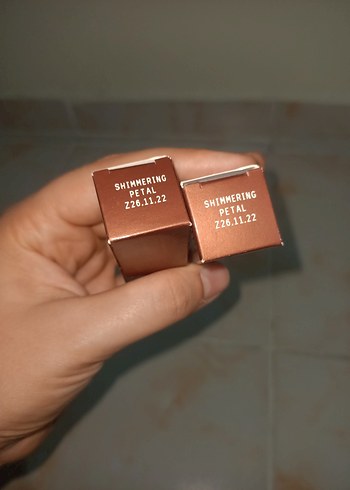 SHIMMERING
PETAL
Z26.11.22
SHIMMERING
PETAL
Z26.11.22